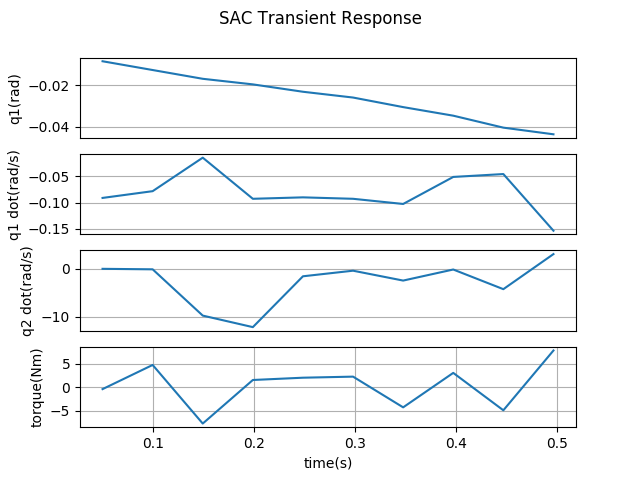 SAC Transient Response
q1(rad)
−0.02
−0.04
q1 dot(rad/s)
−0.05
−0.10
−0.15
q2 dot(rad/s)
0
−10
torque(Nm)
5
0
−5
0.1 0.2 0.3 0.4 0.5
time(s)